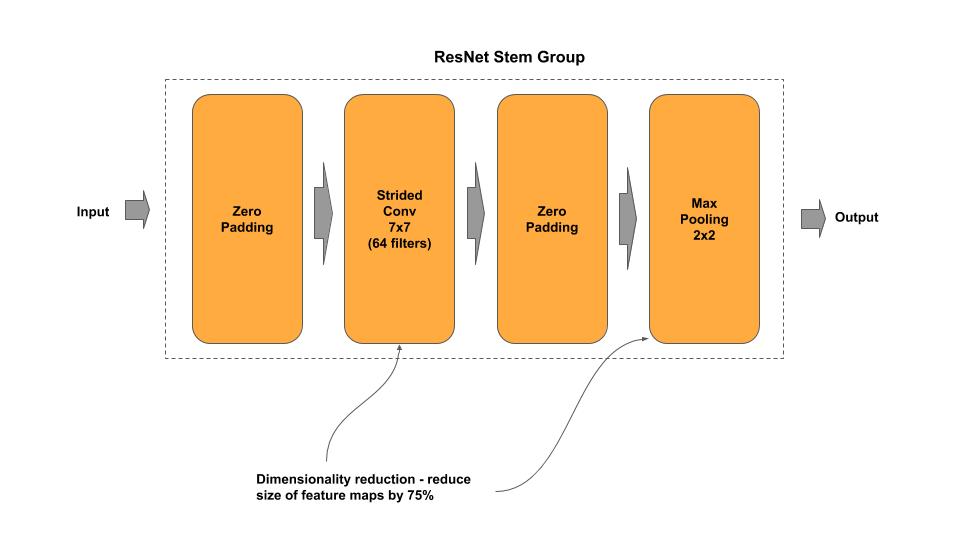 ResNet Stem Group
Input
Zero
Padding
Strided
Conv
7x7
(64 filters)
Zero
Padding
Max
Pooling
2x2
Output
Dimensionality reduction - reduce
size of feature maps by 75%